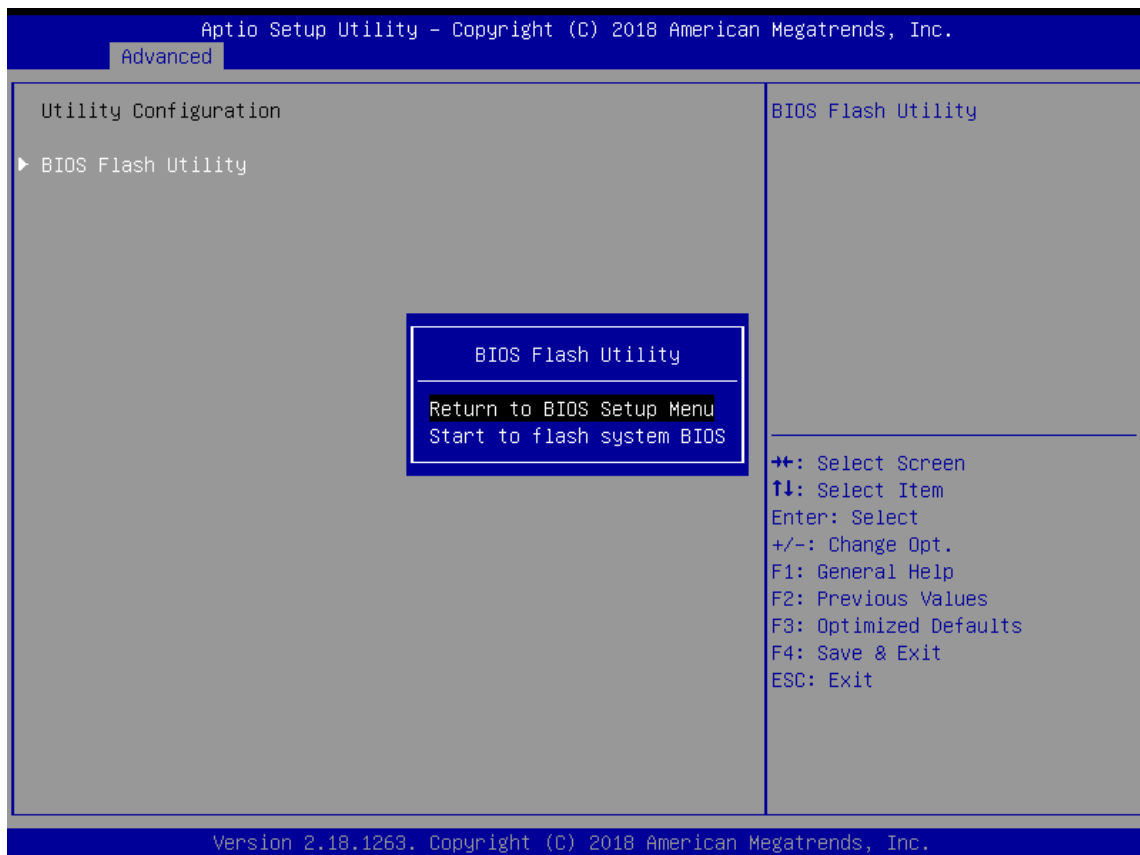 Aptio Setup Utility – Copyright (C) 2018 American Megatrends, Inc.
Advanced
Utility Configuration
BIOS Flash Utility
BIOS Flash Utility
BIOS Flash Utility
Return to BIOS Setup Menu
Start to flash system BIOS
→←: Select Screen
↑↓: Select Item
Enter: Select
+/-: Change Opt.
F1: General Help
F2: Previous Values
F3: Optimized Defaults
F4: Save & Exit
ESC: Exit
Version 2.18.1263. Copyright (C) 2018 American Megatrends, Inc.